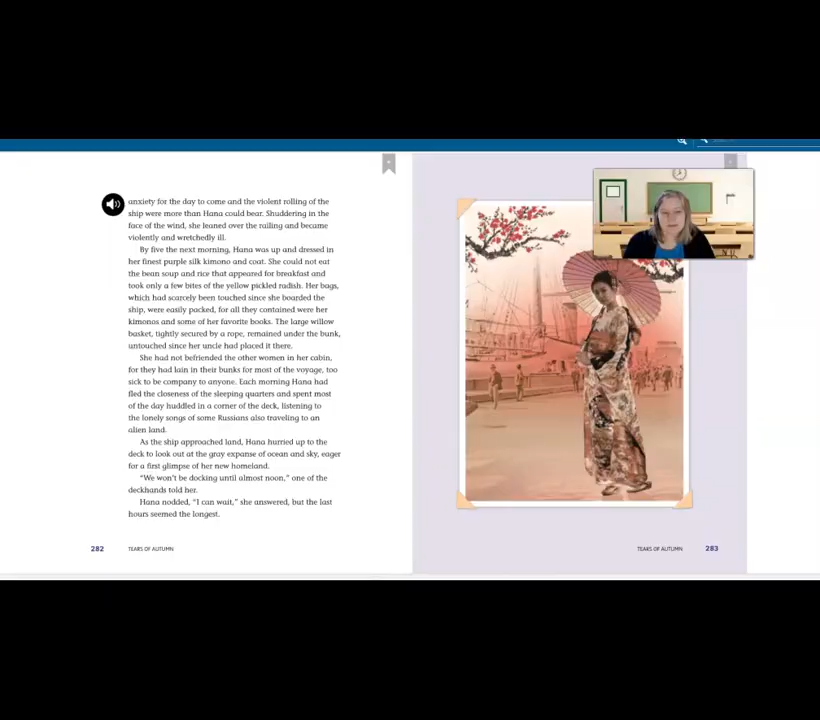 anxiety for the day to come and the violent rolling of the
ship were more than Hana could bear. Shuddering in the
face of the wind, she leaned over the railing and became
violently and wretchedly ill.
By five the next morning, Hana was up and dressed in
her finest purple silk kimono and coat. She could not eat
the bean soup and rice that appeared for breakfast and
took only a few bites of the yellow pickled radish. Her bags,
which had scarcely been touched since she boarded the
ship, were easily packed, for all they contained were her
kimonos and some of her favorite books. The large willow
basket, tightly secured by a rope, remained under the bunk,
untouched since her uncle had placed it there.
She had not befriended the other women in her cabin,
for they had lain in their bunks for most of the voyage, too
sick to be company to anyone. Each morning Hana had
fled the closeness of the sleeping quarters and spent most
of the day huddled in a corner of the deck, listening to
the lonely songs of some Russians also traveling to an
alien land.
As the ship approached land, Hana hurried up to the
deck to look out at the gray expanse of ocean and sky, eager
for a first glimpse of her new homeland.
“We won’t be docking until almost noon,” one of the
deckhands told her.
Hana nodded, “I can wait,” she answered, but the last
hours seemed the longest.
282 TEARS OF AUTUMN
TEARS OF AUTUMN 283